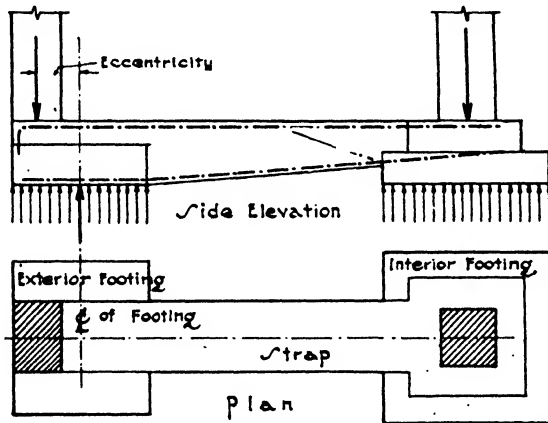 Eccentricity
Side Elevation
Exterior Footing
Interior Footing
℄ of Footing
Strap
Plan